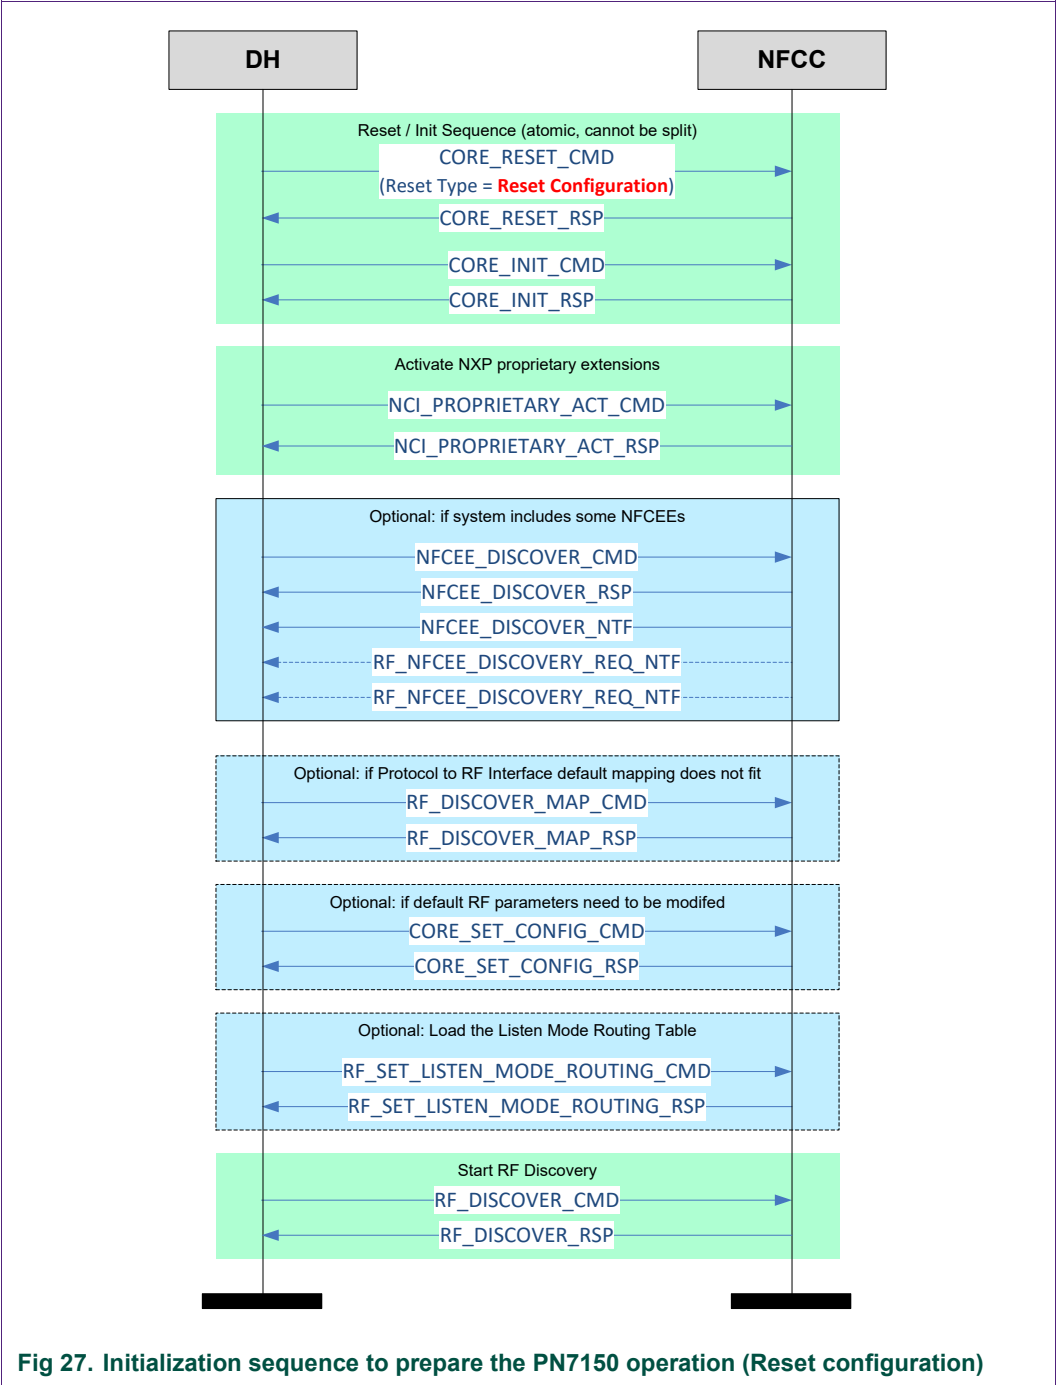 DH
NFCC
Reset / Init Sequence (atomic, cannot be split)
CORE_RESET_CMD
(Reset Type = Reset Configuration)
CORE_RESET_RSP
CORE_INIT_CMD
CORE_INIT_RSP
Activate NXP proprietary extensions
NCI_PROPRIETARY_ACT_CMD
NCI_PROPRIETARY_ACT_RSP
Optional: if system includes some NFCEEs
NFCEE_DISCOVER_CMD
NFCEE_DISCOVER_RSP
NFCEE_DISCOVER_NTF
RF_NFCEE_DISCOVERY_REQ_NTF
RF_NFCEE_DISCOVERY_REQ_NTF
Optional: if Protocol to RF Interface default mapping does not fit
RF_DISCOVER_MAP_CMD
RF_DISCOVER_MAP_RSP
Optional: if default RF parameters need to be modifed
CORE_SET_CONFIG_CMD
CORE_SET_CONFIG_RSP
Optional: Load the Listen Mode Routing Table
RF_SET_LISTEN_MODE_ROUTING_CMD
RF_SET_LISTEN_MODE_ROUTING_RSP
Start RF Discovery
RF_DISCOVER_CMD
RF_DISCOVER_RSP
Fig 27. Initialization sequence to prepare the PN7150 operation (Reset configuration)